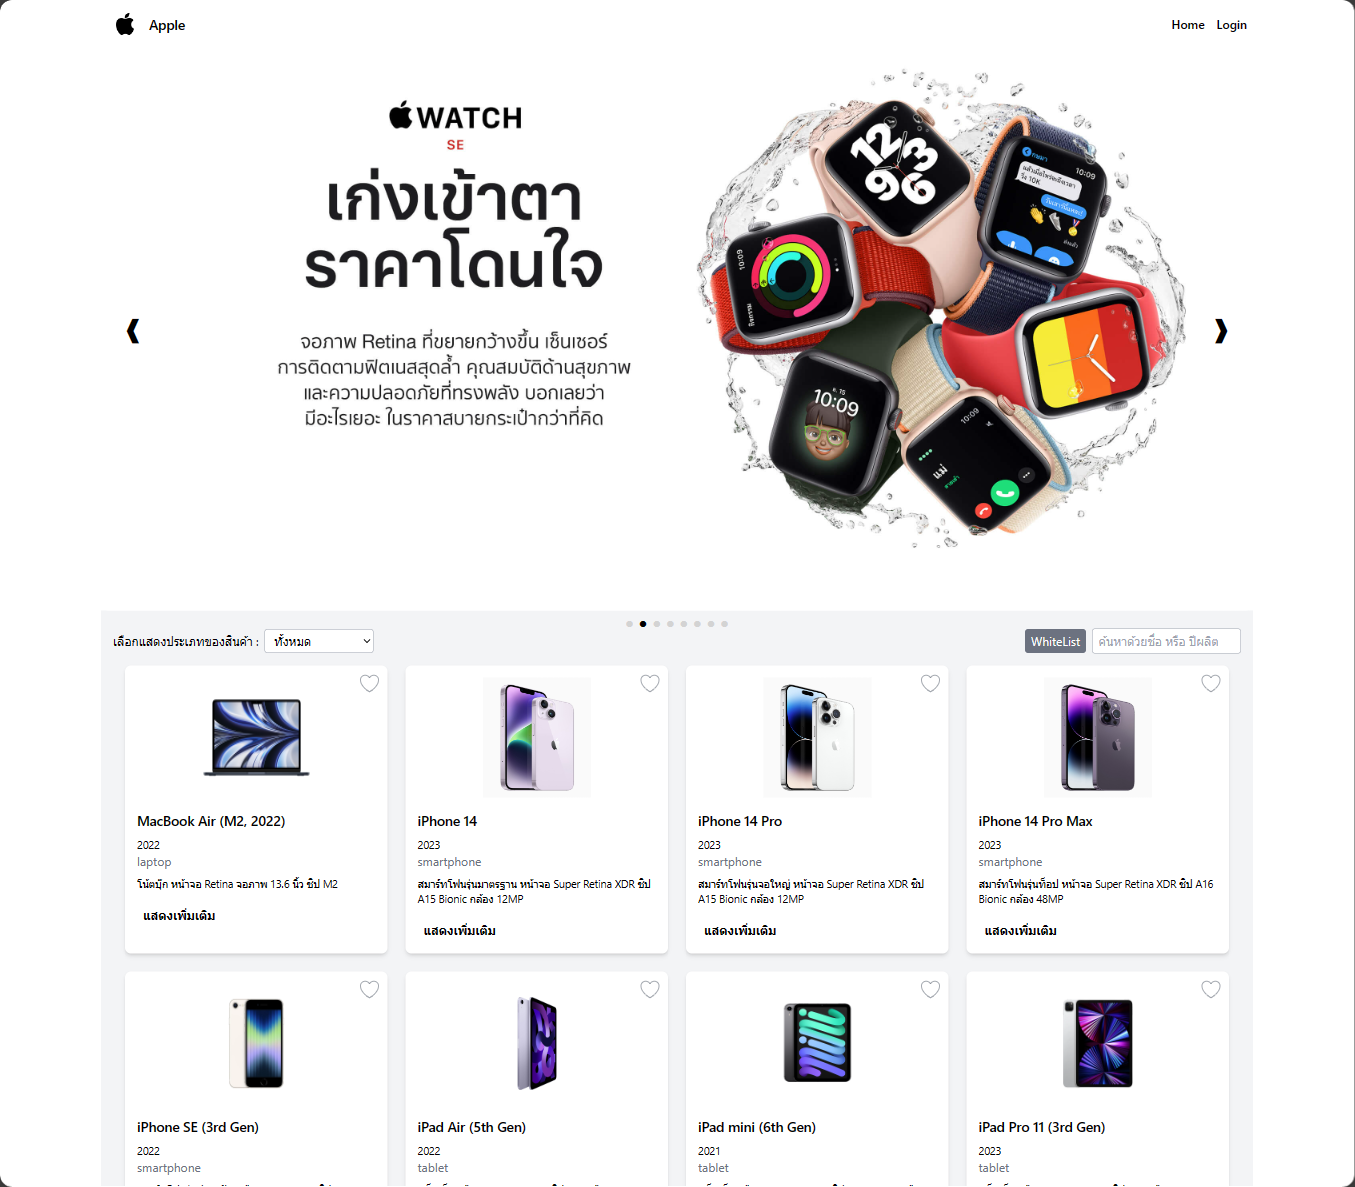 Apple
Home
Login
WATCH
SE
เก่งเข้าตา
ราคาโดนใจ
จอภาพ Retina ที่ขยายกว้างขึ้น เซ็นเซอร์
การติดตามฟิตเนสสุดล้ำ คุณสมบัติด้านสุขภาพ
และความปลอดภัยที่ทรงพลัง บอกเลยว่า
มีอะไรเยอะ ในราคาสบายกระเป๋ากว่าที่คิด
12
3
9
6
10:09
10:09
กิจกรรม
10:09
10:09
แม่
เลือกแสดงประเภทของสินค้า :
ทั้งหมด
WhiteList
ค้นหาด้วยชื่อ หรือ ปีผลิต
MacBook Air (M2, 2022)
2022
laptop
โน้ตบุ๊ก หน้าจอ Retina จอภาพ 13.6 นิ้ว ชิป M2
แสดงเพิ่มเติม
iPhone 14
2023
smartphone
สมาร์ทโฟนรุ่นมาตรฐาน หน้าจอ Super Retina XDR ชิป
A15 Bionic กล้อง 12MP
แสดงเพิ่มเติม
iPhone 14 Pro
2023
smartphone
สมาร์ทโฟนรุ่นจอใหญ่ หน้าจอ Super Retina XDR ชิป
A15 Bionic กล้อง 12MP
แสดงเพิ่มเติม
iPhone 14 Pro Max
2023
smartphone
สมาร์ทโฟนรุ่นท็อป หน้าจอ Super Retina XDR ชิป A16
Bionic กล้อง 48MP
แสดงเพิ่มเติม
iPhone SE (3rd Gen)
2022
smartphone
iPad Air (5th Gen)
2022
tablet
iPad mini (6th Gen)
2021
tablet
iPad Pro 11 (3rd Gen)
2023
tablet